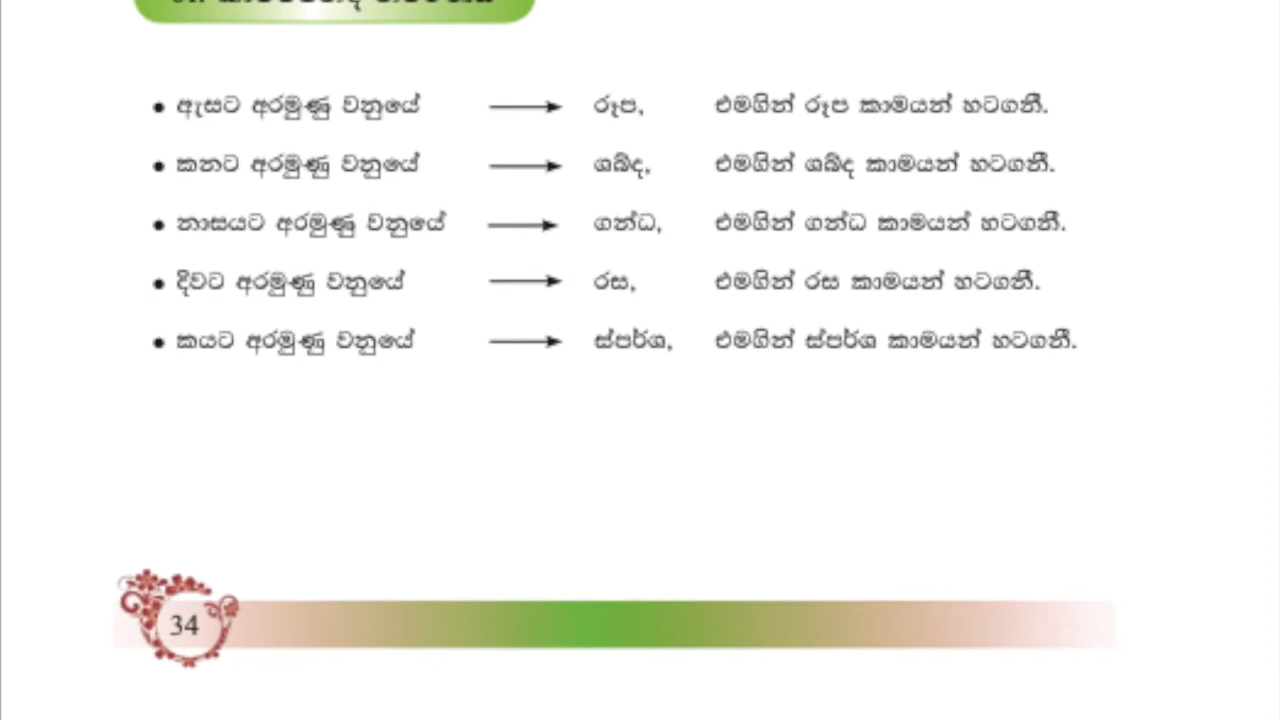 • ඇසට අරමුණු වනුයේ → රූප, එමගින් රූප කාමයන් හටගනී.
• කනට අරමුණු වනුයේ → ශබ්ද, එමගින් ශබ්ද කාමයන් හටගනී.
• නාසයට අරමුණු වනුයේ → ගන්ධ, එමගින් ගන්ධ කාමයන් හටගනී.
• දිවට අරමුණු වනුයේ → රස, එමගින් රස කාමයන් හටගනී.
• කයට අරමුණු වනුයේ → ස්පර්ශ, එමගින් ස්පර්ශ කාමයන් හටගනී.
34